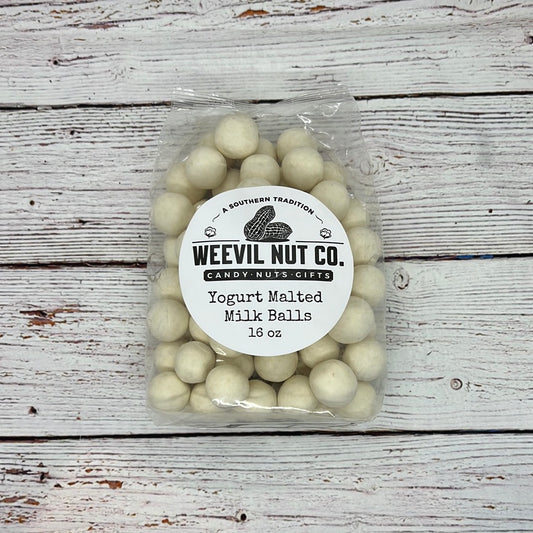 A SOUTHERN TRADITION
WEEVIL NUT CO.
CANDY·NUTS·GIFTS
Yogurt Malted
Milk Balls
16 oz